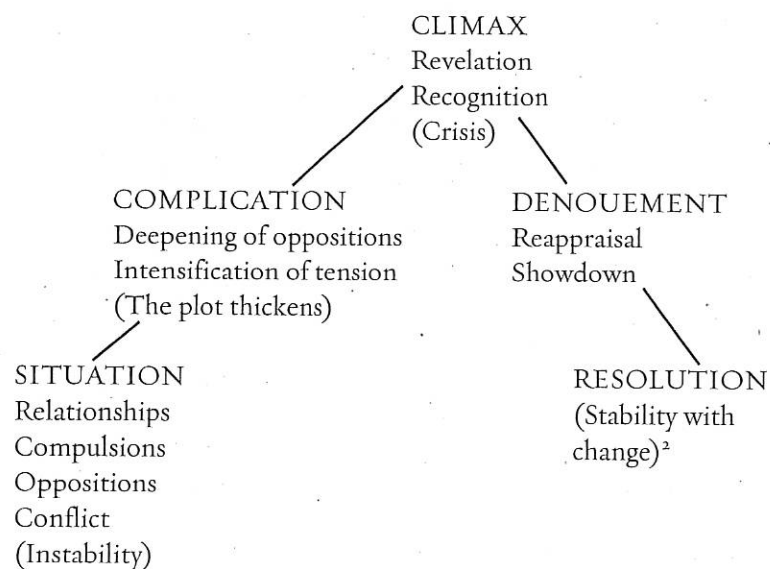 CLIMAX
Revelation
Recognition
(Crisis)
COMPLICATION
Deepening of oppositions
Intensification of tension
(The plot thickens)
DENOUEMENT
Reappraisal
Showdown
SITUATION
Relationships
Compulsions
Oppositions
Conflict
(Instability)
RESOLUTION
(Stability with
change)²